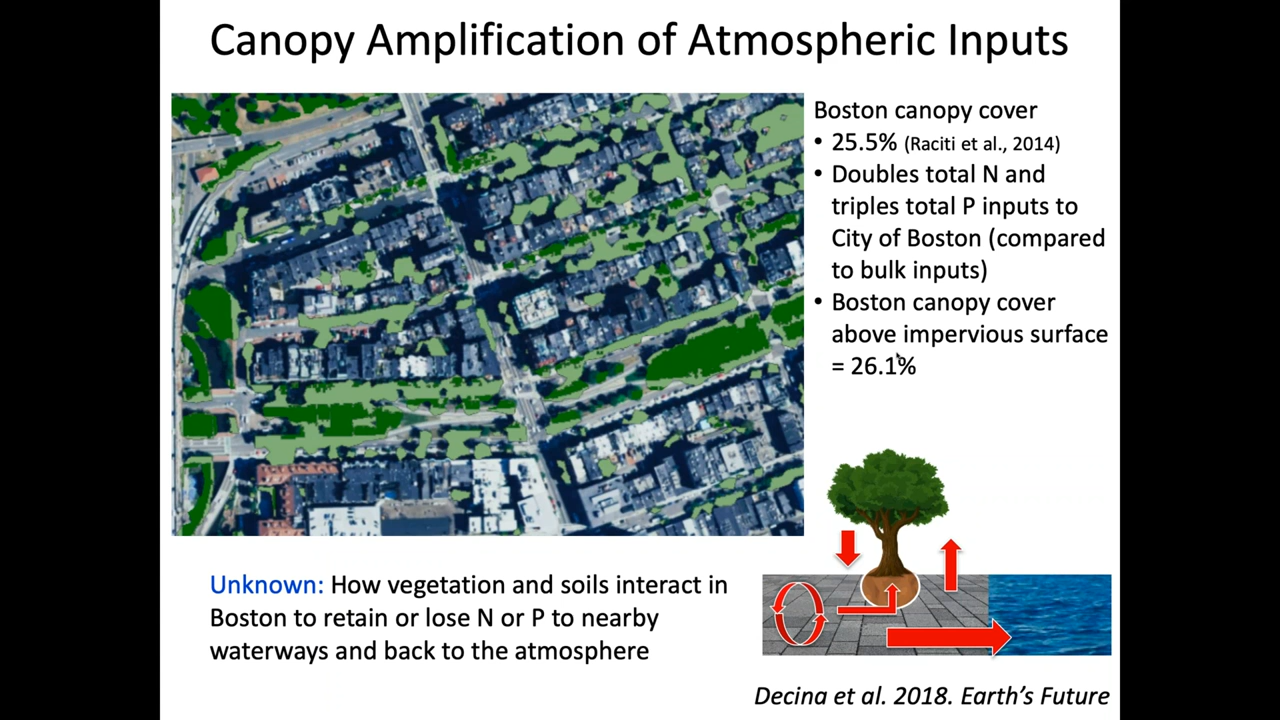 Canopy Amplification of Atmospheric Inputs
Boston canopy cover
• 25.5% (Raciti et al., 2014)
• Doubles total N and
triples total P inputs to
City of Boston (compared
to bulk inputs)
• Boston canopy cover
above impervious surface
= 26.1%
Unknown: How vegetation and soils interact in
Boston to retain or lose N or P to nearby
waterways and back to the atmosphere
Decina et al. 2018. Earth’s Future